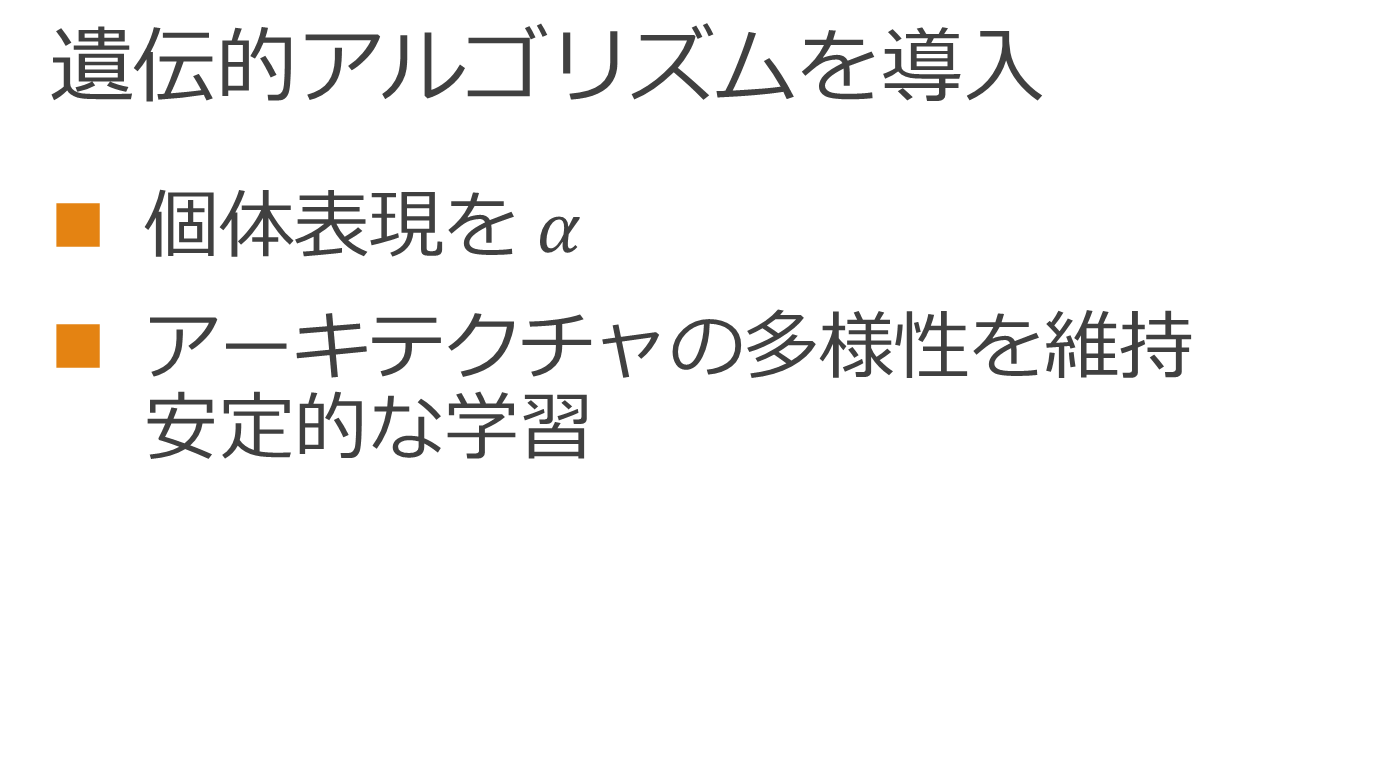 遺伝的アルゴリズムを導入
個体表現を α
アーキテクチャの多様性を維持
安定的な学習